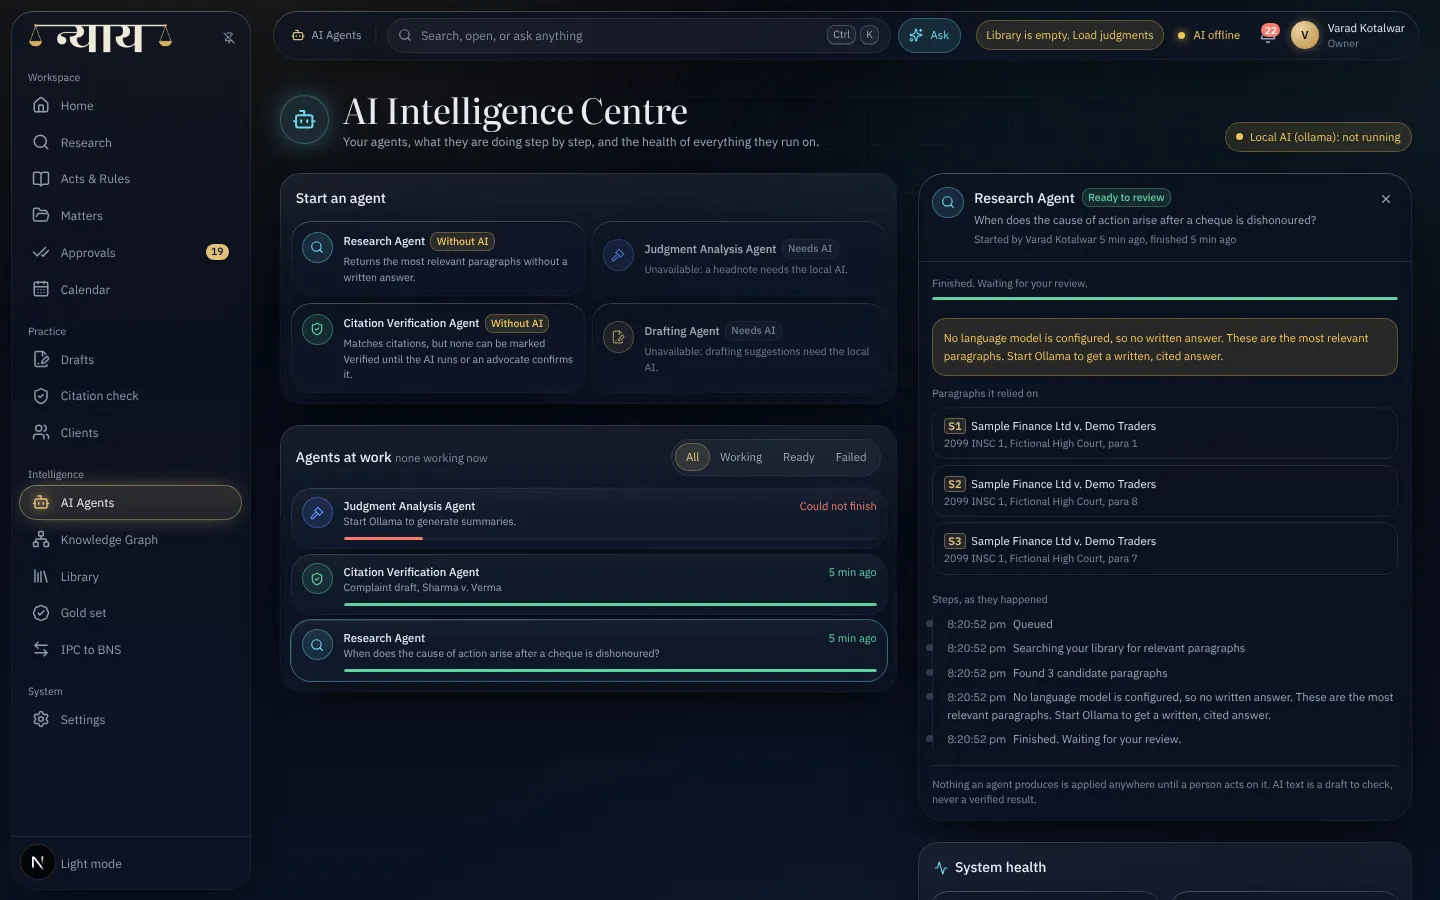 न्याय
Workspace
Home
Research
Acts & Rules
Matters
Approvals 19
Calendar
Practice
Drafts
Citation check
Clients
Intelligence
AI Agents
Knowledge Graph
Library
Gold set
IPC to BNS
System
Settings
N Light mode
AI Agents
Search, open, or ask anything Ctrl K
Ask
Library is empty. Load judgments
AI offline
22
V
Varad Kotalwar
Owner
AI Intelligence Centre
Your agents, what they are doing step by step, and the health of everything they run on.
Local AI (ollama): not running
Start an agent
Research Agent Without AI
Returns the most relevant paragraphs without a
written answer.
Judgment Analysis Agent Needs AI
Unavailable: a headnote needs the local AI.
Citation Verification Agent Without AI
Matches citations, but none can be marked
Verified until the AI runs or an advocate confirms
it.
Drafting Agent Needs AI
Unavailable: drafting suggestions need the local
AI.
Agents at work none working now
All Working Ready Failed
Judgment Analysis Agent Could not finish
Start Ollama to generate summaries.
Citation Verification Agent 5 min ago
Complaint draft, Sharma v. Verma
Research Agent 5 min ago
When does the cause of action arise after a cheque is dishonoured?
Research Agent Ready to review
When does the cause of action arise after a cheque is dishonoured?
Started by Varad Kotalwar 5 min ago, finished 5 min ago
Finished. Waiting for your review.
No language model is configured, so no written answer. These are the most relevant
paragraphs. Start Ollama to get a written, cited answer.
Paragraphs it relied on
S1 Sample Finance Ltd v. Demo Traders
2099 INSC 1, Fictional High Court, para 1
S2 Sample Finance Ltd v. Demo Traders
2099 INSC 1, Fictional High Court, para 8
S3 Sample Finance Ltd v. Demo Traders
2099 INSC 1, Fictional High Court, para 7
Steps, as they happened
8:20:52 pm Queued
8:20:52 pm Searching your library for relevant paragraphs
8:20:52 pm Found 3 candidate paragraphs
8:20:52 pm No language model is configured, so no written answer. These are the most
relevant paragraphs. Start Ollama to get a written, cited answer.
8:20:52 pm Finished. Waiting for your review.
Nothing an agent produces is applied anywhere until a person acts on it. AI text is a draft to check,
never a verified result.
System health